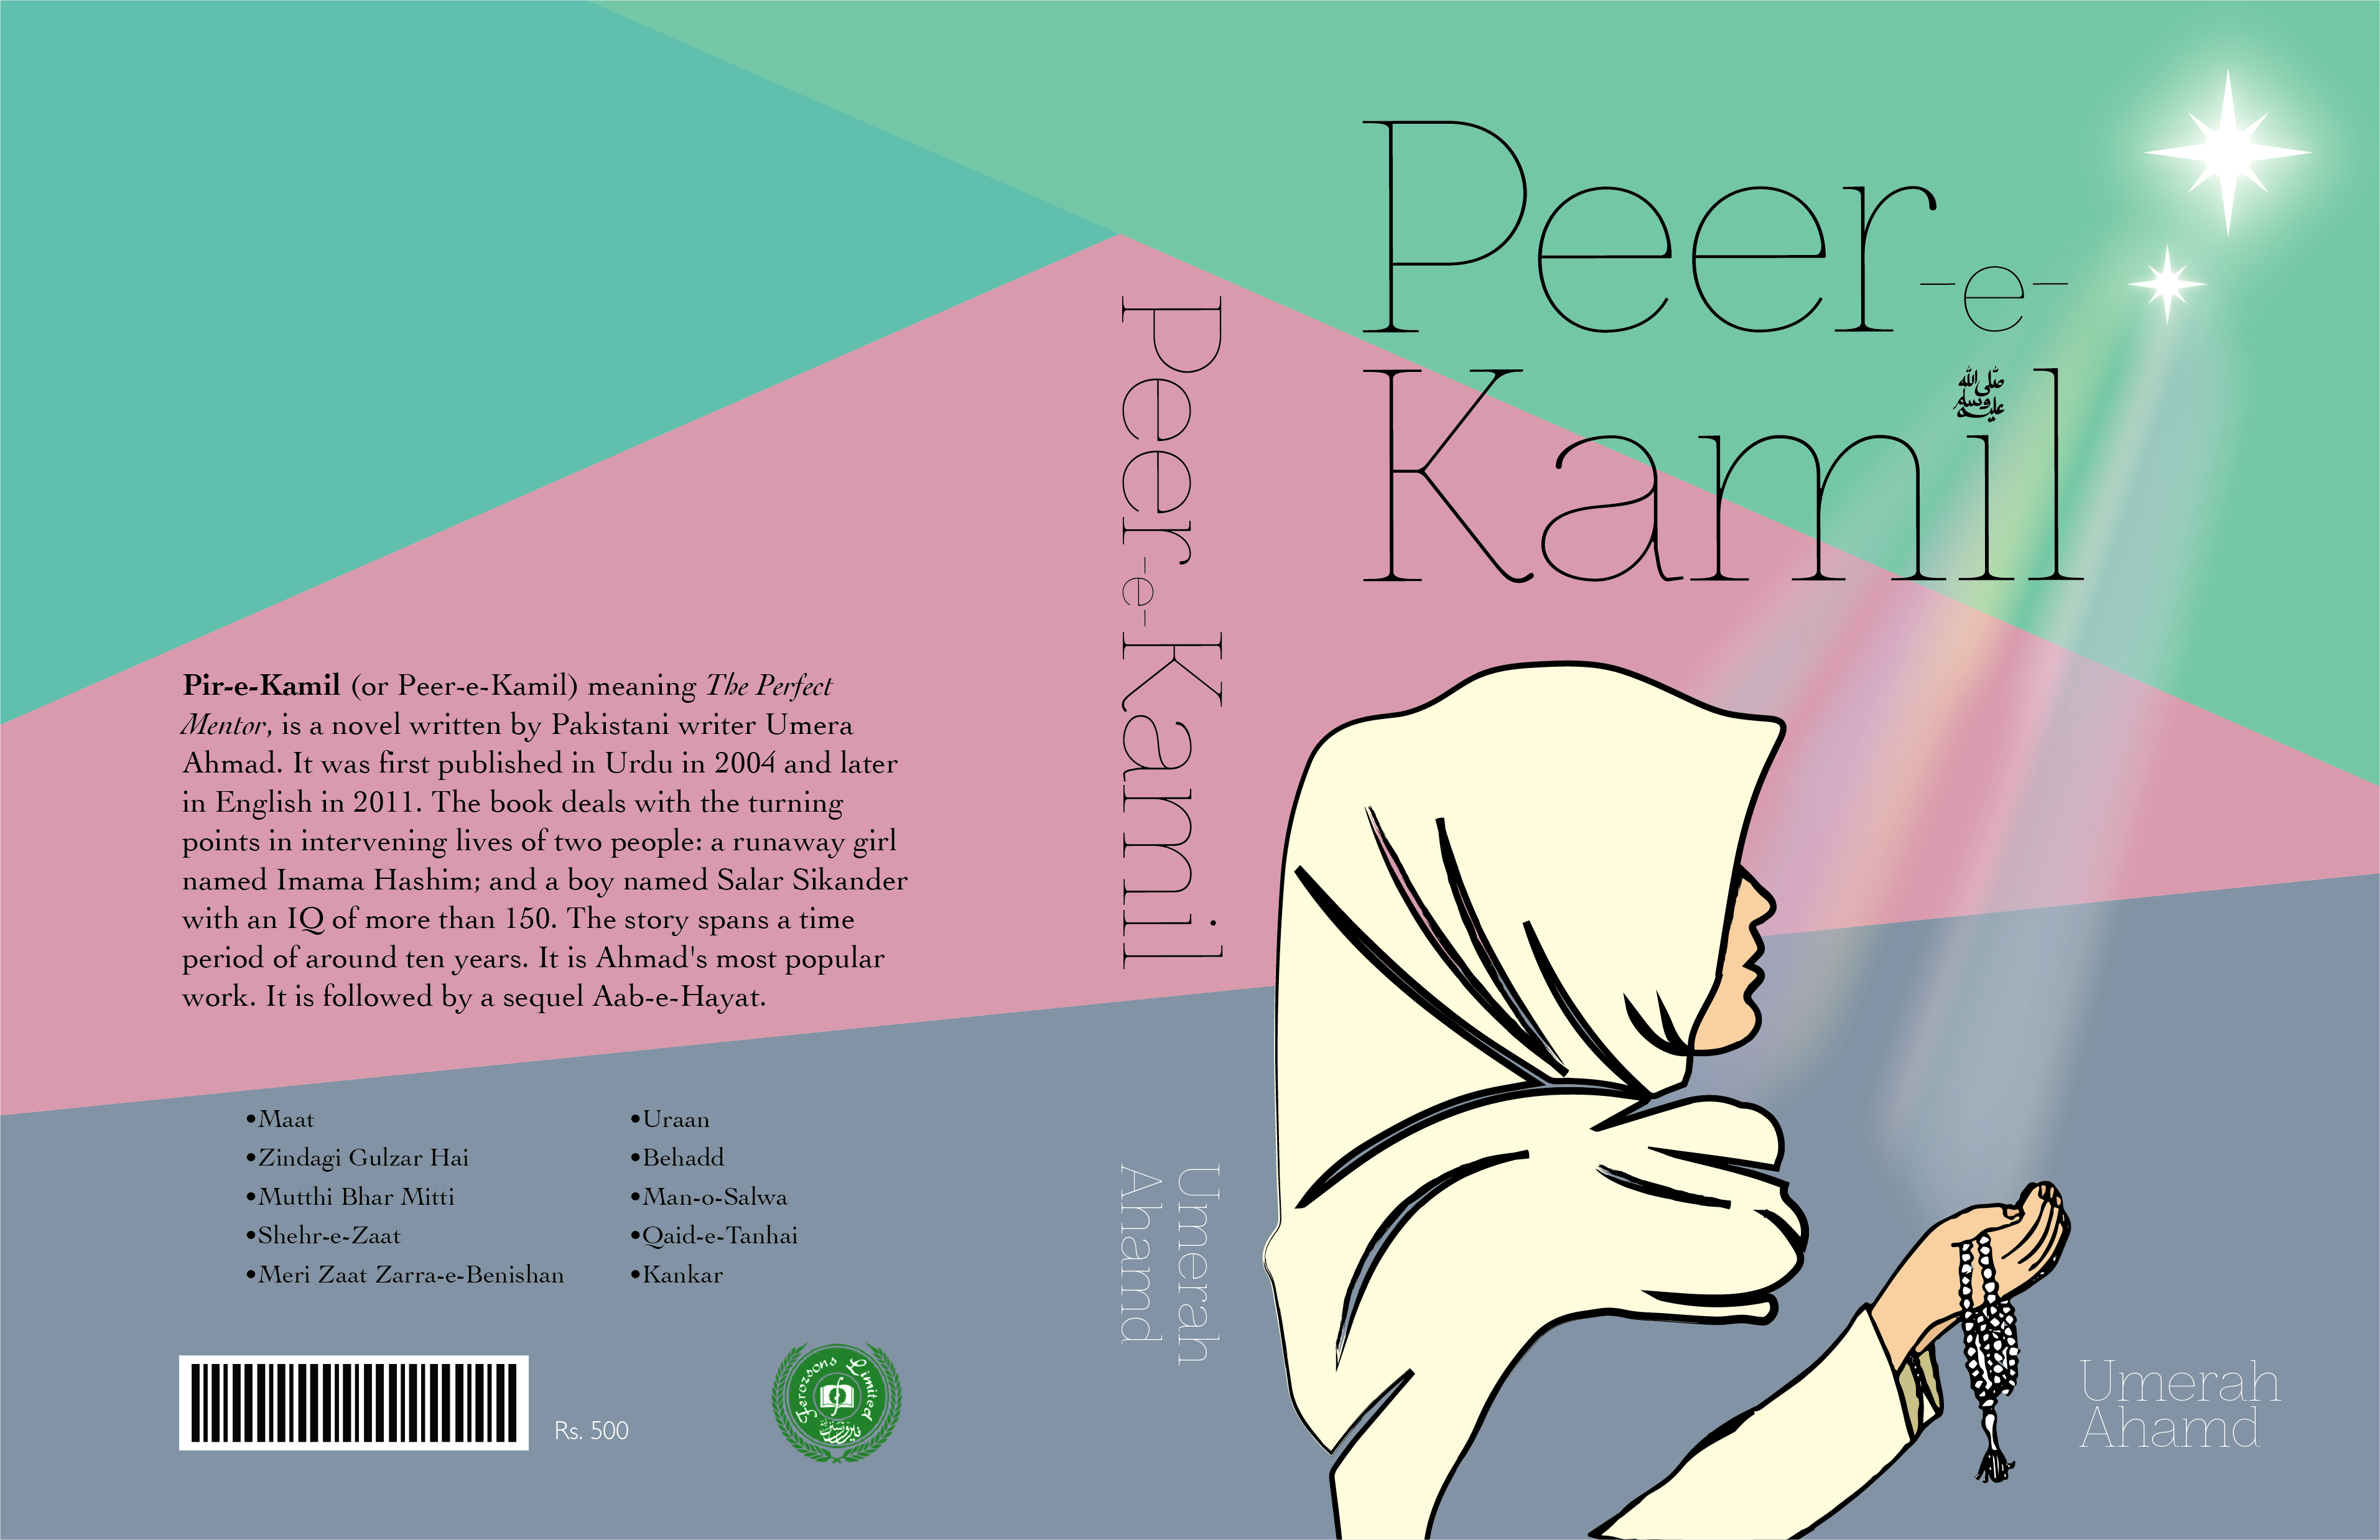 Pir-e-Kamil (or Peer-e-Kamil) meaning The Perfect
Mentor, is a novel written by Pakistani writer Umera
Ahmad. It was first published in Urdu in 2004 and later
in English in 2011. The book deals with the turning
points in intervening lives of two people: a runaway girl
named Imama Hashim; and a boy named Salar Sikander
with an IQ of more than 150. The story spans a time
period of around ten years. It is Ahmad's most popular
work. It is followed by a sequel Aab-e-Hayat.
•Maat
•Zindagi Gulzar Hai
•Mutthi Bhar Mitti
•Shehr-e-Zaat
•Meri Zaat Zarra-e-Benishan
•Uraan
•Behadd
•Man-o-Salwa
•Qaid-e-Tanhai
•Kankar
Rs. 500
Ferozsons Limited
فیروز سنز
Peer-e-Kamil
Umerah
Ahamd
Peer-e-
Kamil
صلى الله
عليه وسلم
Umerah
Ahamd